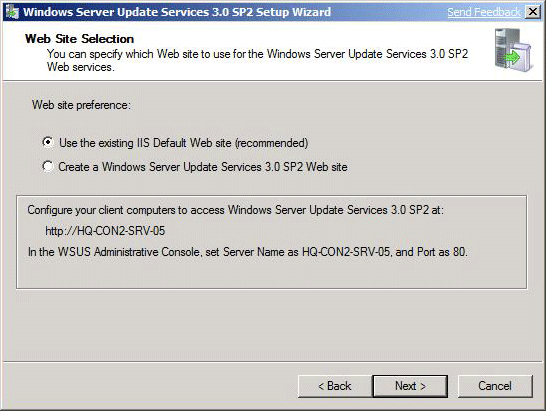 Windows Server Update Services 3.0 SP2 Setup Wizard
Send Feedback
Web Site Selection
You can specify which Web site to use for the Windows Server Update Services 3.0 SP2
Web services.
Web site preference:
Use the existing IIS Default Web site (recommended)
Create a Windows Server Update Services 3.0 SP2 Web site
Configure your client computers to access Windows Server Update Services 3.0 SP2 at:
http://HQ-CON2-SRV-05
In the WSUS Administrative Console, set Server Name as HQ-CON2-SRV-05, and Port as 80.
< Back
Next >
Cancel